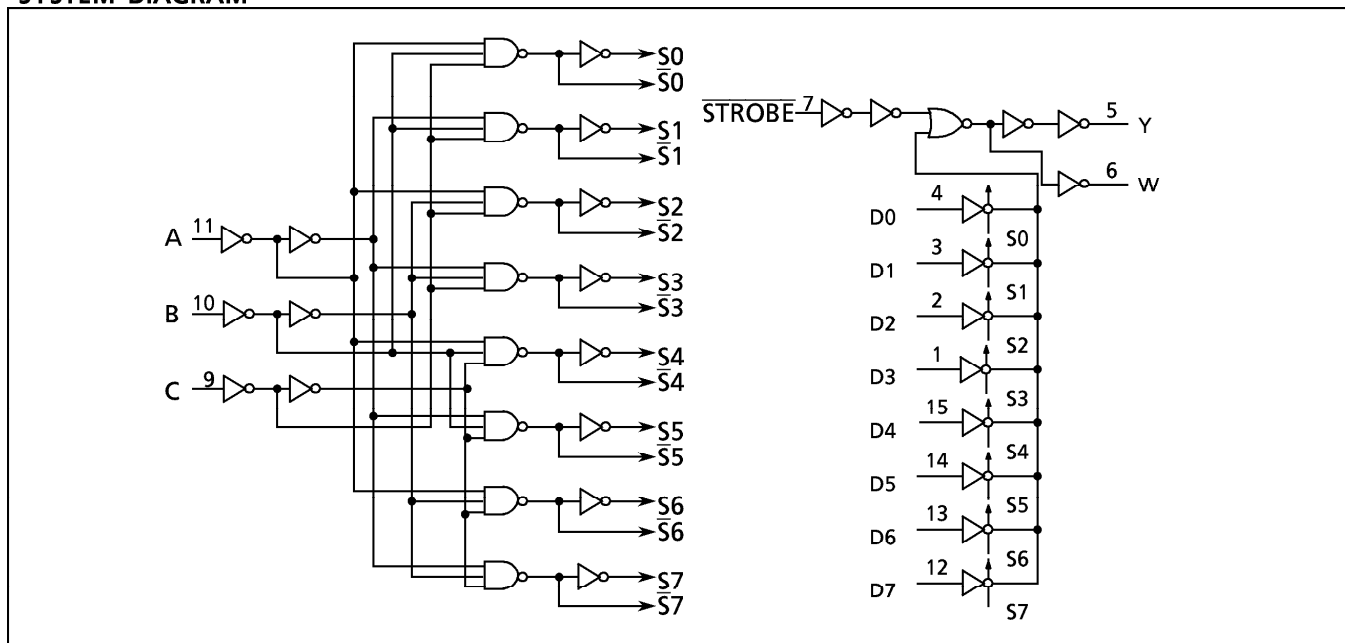 SYSTEM DIAGRAM
S0
S̅0
S1
S̅1
S2
S̅2
S3
S̅3
S4
S̅4
S5
S̅5
S6
S̅6
S7
S̅7
A 11
B 10
C 9
S̅T̅R̅O̅B̅E̅ 7
5 Y
6 W
D0 4 S0
D1 3 S1
D2 2 S2
D3 1 S3
D4 15 S4
D5 14 S5
D6 13 S6
D7 12 S7